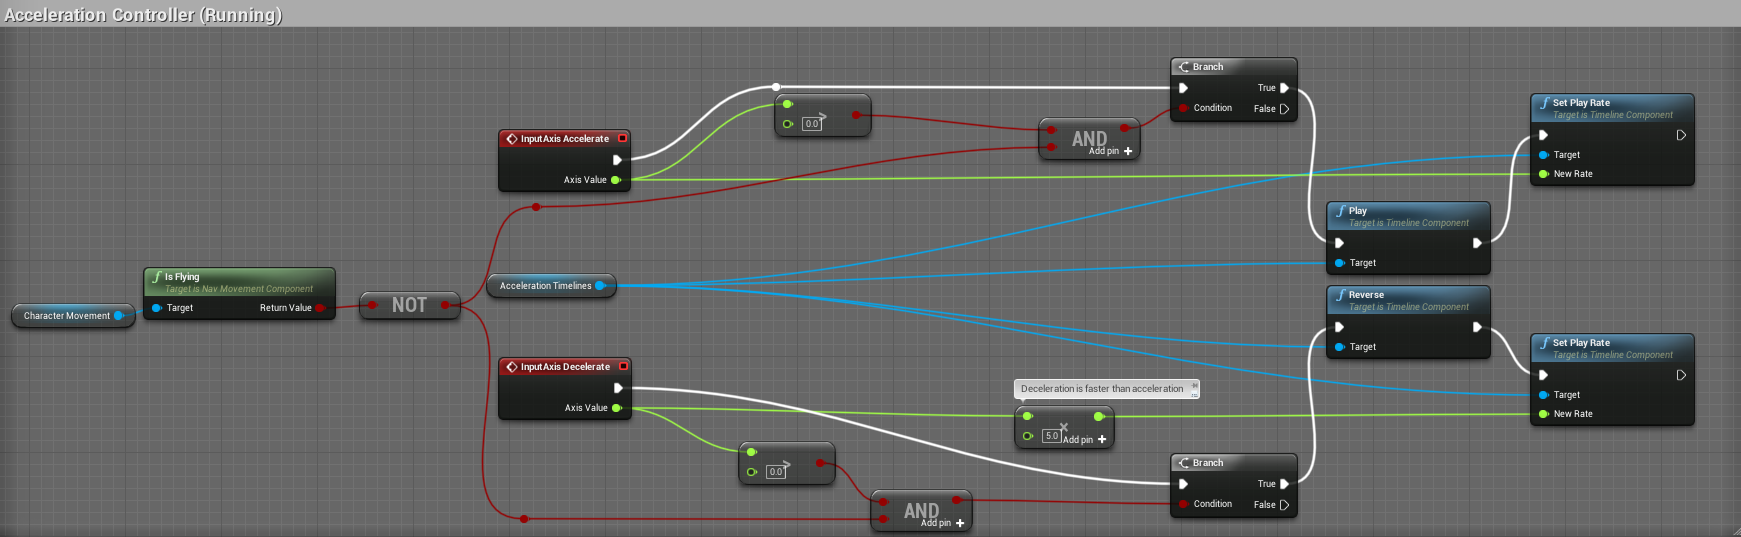 Acceleration Controller (Running)
Branch
True
Condition
False
>
0.0
AND
Add pin +
InputAxis Accelerate
Axis Value
Set Play Rate
Target is Timeline Component
Target
New Rate
Play
Target is Timeline Component
Target
Is Flying
Target is Nav Movement Component
Target
Return Value
Character Movement
NOT
Acceleration Timelines
Reverse
Target is Timeline Component
Target
Set Play Rate
Target is Timeline Component
Target
New Rate
InputAxis Decelerate
Axis Value
Deceleration is faster than acceleration
×
5.0
Add pin +
>
0.0
AND
Add pin +
Branch
True
Condition
False